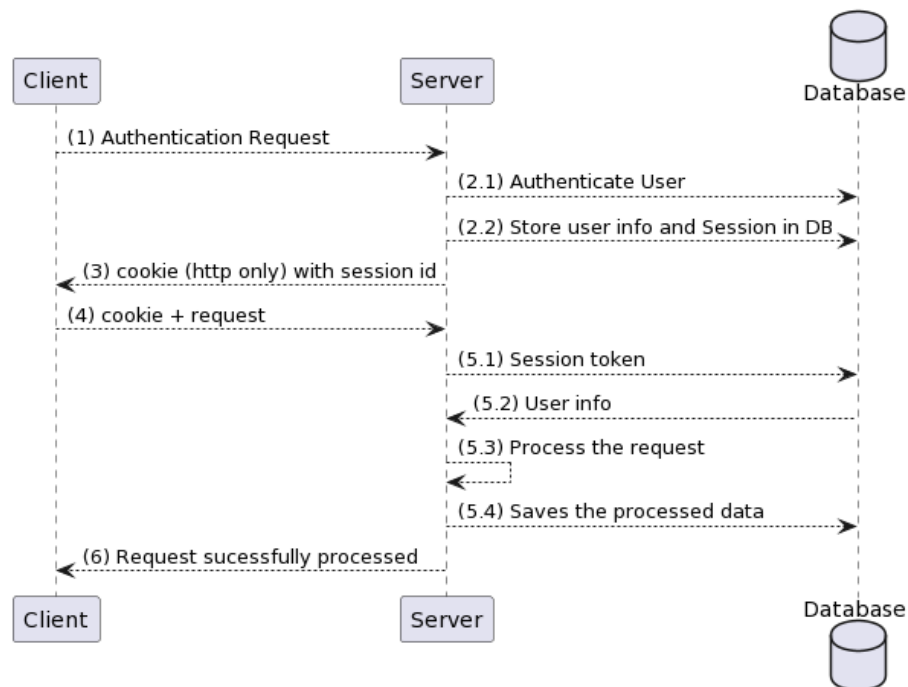 Client
Server
Database
(1) Authentication Request
(2.1) Authenticate User
(2.2) Store user info and Session in DB
(3) cookie (http only) with session id
(4) cookie + request
(5.1) Session token
(5.2) User info
(5.3) Process the request
(5.4) Saves the processed data
(6) Request sucessfully processed
Client
Server
Database